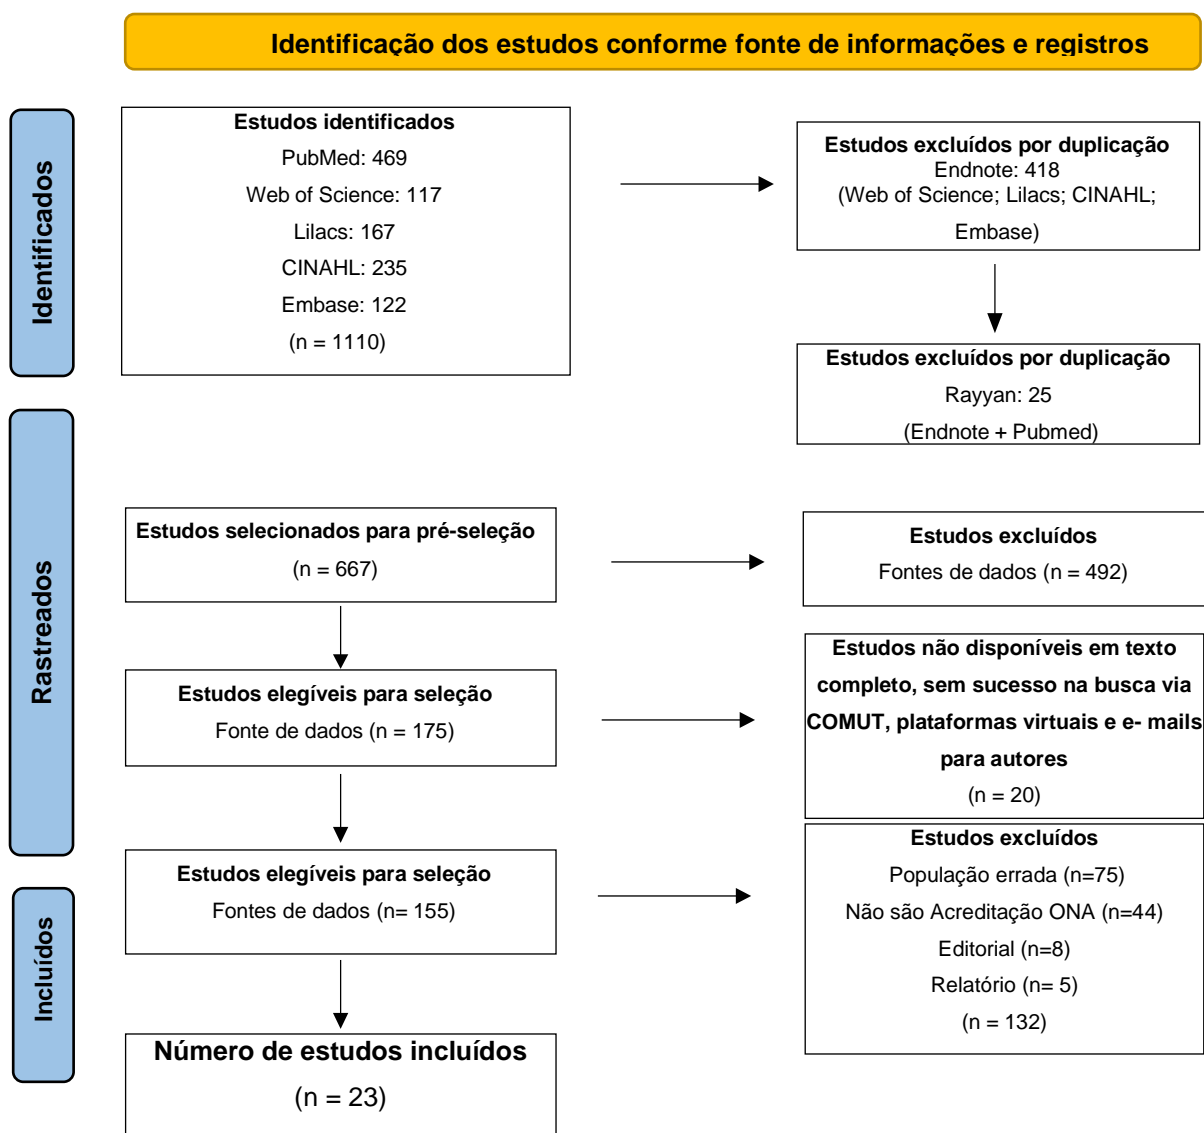 Identificação dos estudos conforme fonte de informações e registros
Identificados
Estudos identificados
PubMed: 469
Web of Science: 117
Lilacs: 167
CINAHL: 235
Embase: 122
(n = 1110)
Estudos excluídos por duplicação
Endnote: 418
(Web of Science; Lilacs; CINAHL;
Embase)
Estudos excluídos por duplicação
Rayyan: 25
(Endnote + Pubmed)
Rastreados
Estudos selecionados para pré-seleção
(n = 667)
Estudos excluídos
Fontes de dados (n = 492)
Estudos elegíveis para seleção
Fonte de dados (n = 175)
Estudos não disponíveis em texto
completo, sem sucesso na busca via
COMUT, plataformas virtuais e e- mails
para autores
(n = 20)
Estudos elegíveis para seleção
Fontes de dados (n= 155)
Estudos excluídos
População errada (n=75)
Não são Acreditação ONA (n=44)
Editorial (n=8)
Relatório (n= 5)
(n = 132)
Incluídos
Número de estudos incluídos
(n = 23)